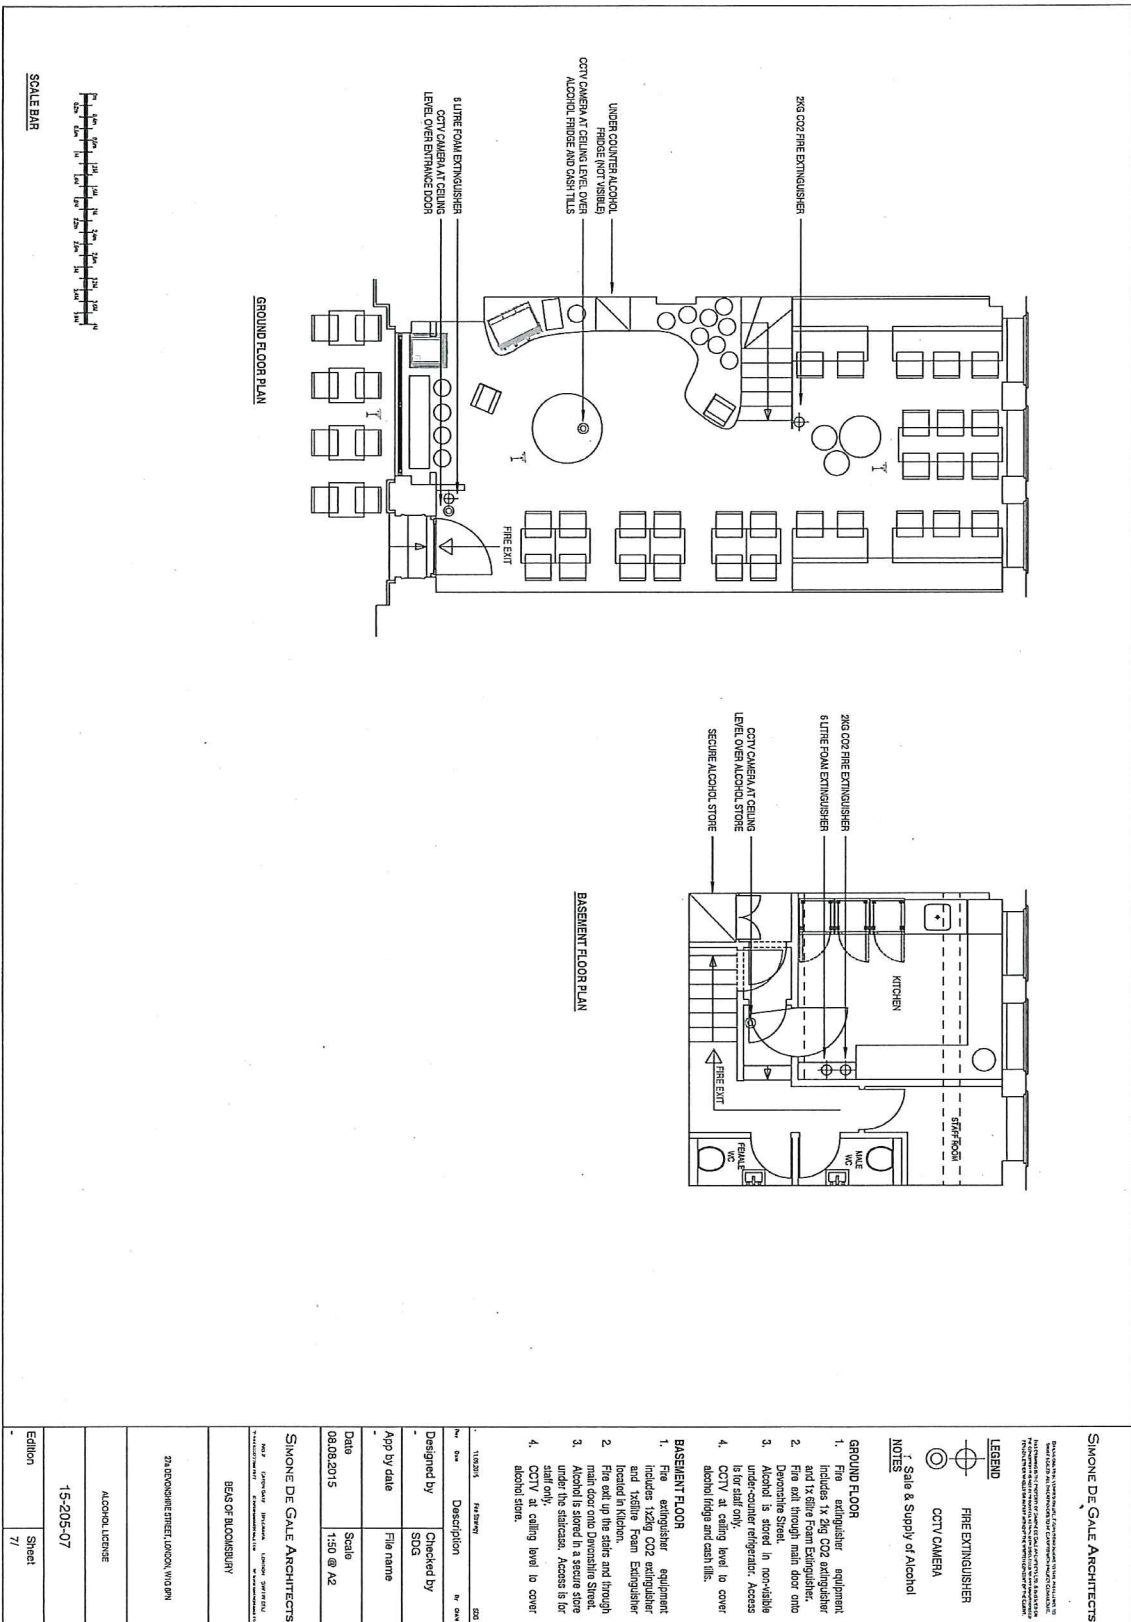 SIMONE DE GALE ARCHITECTS
LEGEND
FIRE EXTINGUISHER
CCTV CAMERA
T Sale & Supply of Alcohol
NOTES
GROUND FLOOR
1. Fire extinguisher equipment
includes 1x 2kg CO2 extinguisher
and 1x 6litre Foam Extinguisher.
2. Fire exit through main door onto
Devonshire Street.
3. Alcohol is stored in non-visible
under-counter refrigerator. Access
is for staff only.
4. CCTV at ceiling level to cover
alcohol fridge and cash tills.
BASEMENT FLOOR
1. Fire extinguisher equipment
includes 1x2kg CO2 extinguisher
and 1x6litre Foam Extinguisher
located in Kitchen.
2. Fire exit up the stairs and through
main door onto Devonshire Street.
3. Alcohol is stored in a secure store
under the staircase. Access is for
staff only.
4. CCTV at ceiling level to cover
alcohol store.
Description
Designed by
-
Checked by
SDG
App by date
-
File name
Date
08.08.2015
Scale
1:50 @ A2
SIMONE DE GALE ARCHITECTS
BEAS OF BLOOMSBURY
27a DEVONSHIRE STREET, LONDON, W1G 6PN
ALCOHOL LICENSE
15-205-07
Edition
-
Sheet
7/
2KG CO2 FIRE EXTINGUISHER
UNDER COUNTER ALCOHOL
FRIDGE (NOT VISIBLE)
CCTV CAMERA AT CEILING LEVEL OVER
ALCOHOL FRIDGE AND CASH TILLS
6 LITRE FOAM EXTINGUISHER
CCTV CAMERA AT CEILING
LEVEL OVER ENTRANCE DOOR
FIRE EXIT
GROUND FLOOR PLAN
SCALE BAR
2KG CO2 FIRE EXTINGUISHER
6 LITRE FOAM EXTINGUISHER
CCTV CAMERA AT CEILING
LEVEL OVER ALCOHOL STORE
SECURE ALCOHOL STORE
KITCHEN
STAFF ROOM
MALE
WC
FEMALE
WC
FIRE EXIT
BASEMENT FLOOR PLAN